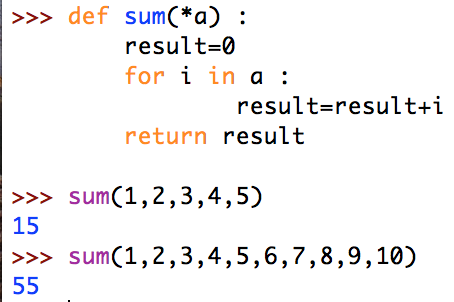 >>> def sum(*a) :
        result=0
        for i in a :
                result=result+i
        return result

>>> sum(1,2,3,4,5)
15
>>> sum(1,2,3,4,5,6,7,8,9,10)
55